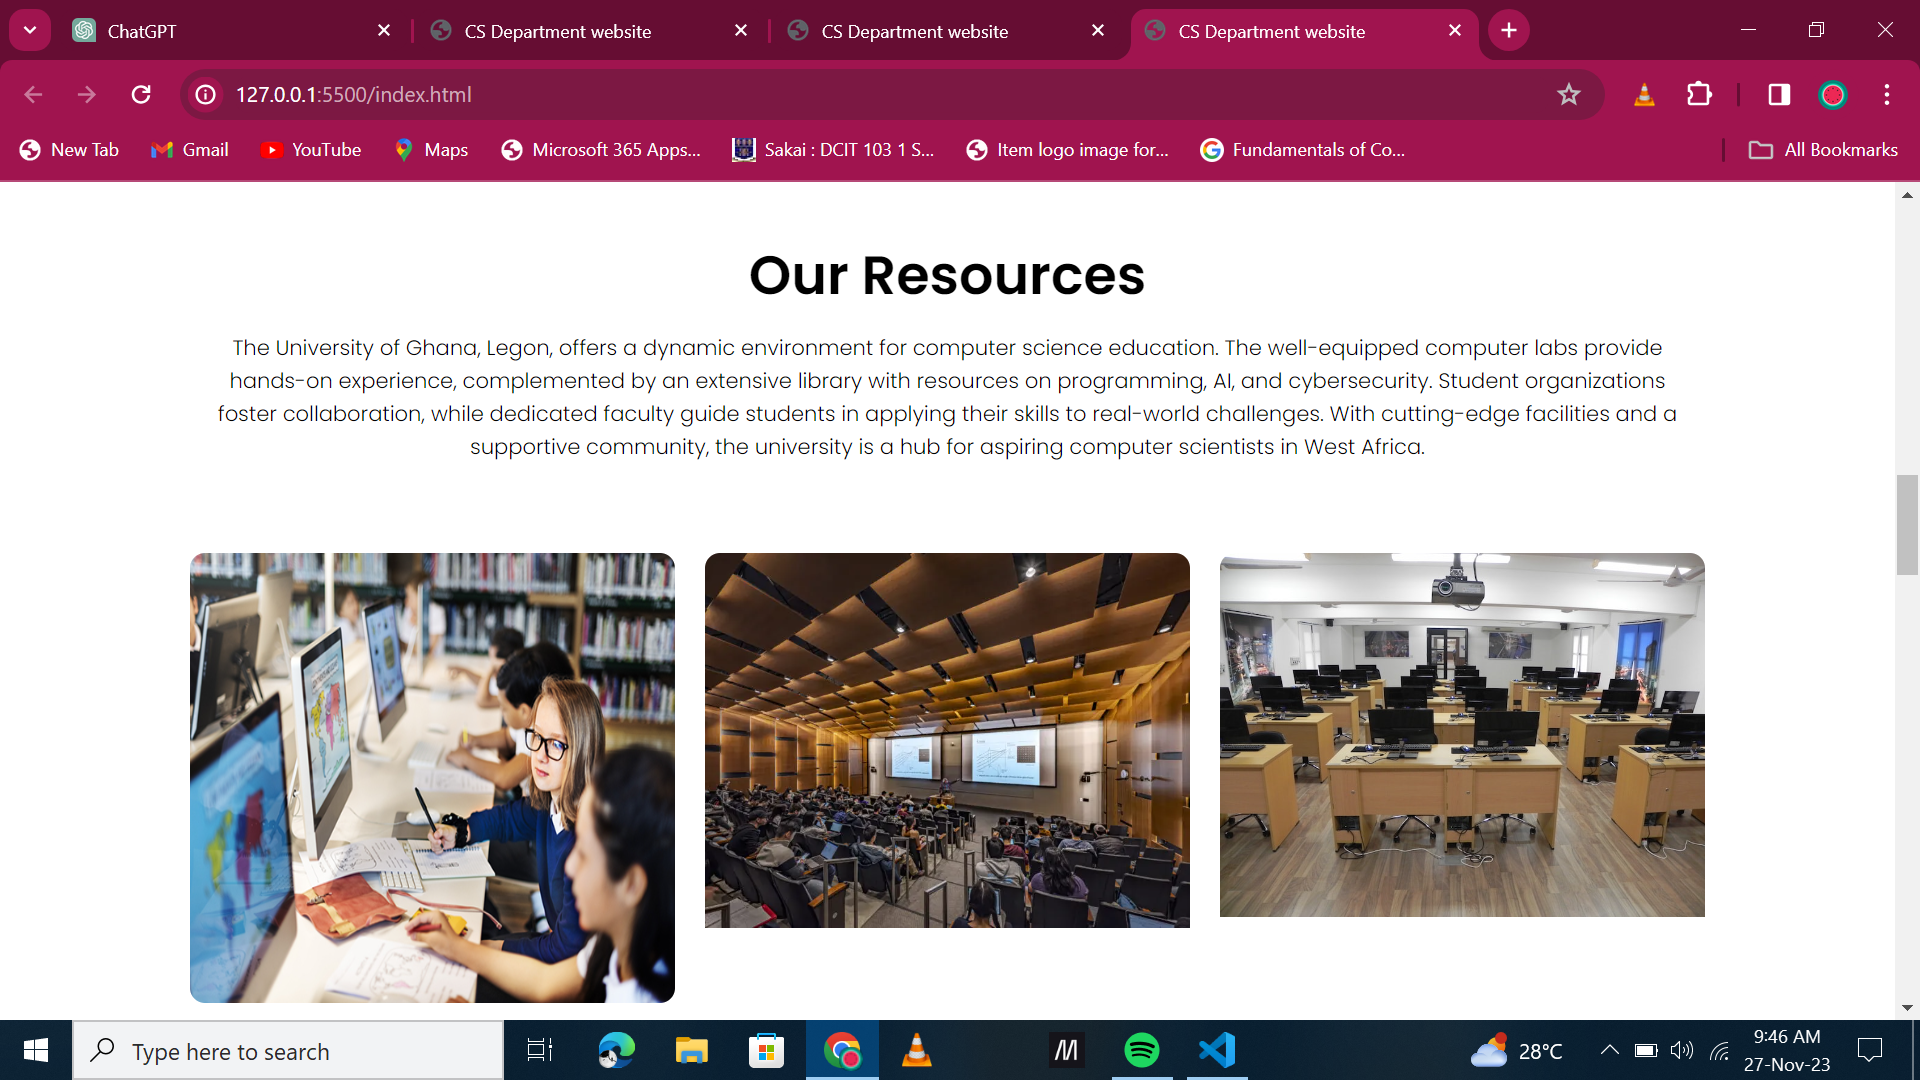 ChatGPT
CS Department website
CS Department website
CS Department website
127.0.0.1:5500/index.html
New Tab
Gmail
YouTube
Maps
Microsoft 365 Apps...
Sakai : DCIT 103 1 S...
Item logo image for...
Fundamentals of Co...
All Bookmarks
Our Resources
The University of Ghana, Legon, offers a dynamic environment for computer science education. The well-equipped computer labs provide
hands-on experience, complemented by an extensive library with resources on programming, AI, and cybersecurity. Student organizations
foster collaboration, while dedicated faculty guide students in applying their skills to real-world challenges. With cutting-edge facilities and a
supportive community, the university is a hub for aspiring computer scientists in West Africa.
Type here to search
28°C
9:46 AM
27-Nov-23